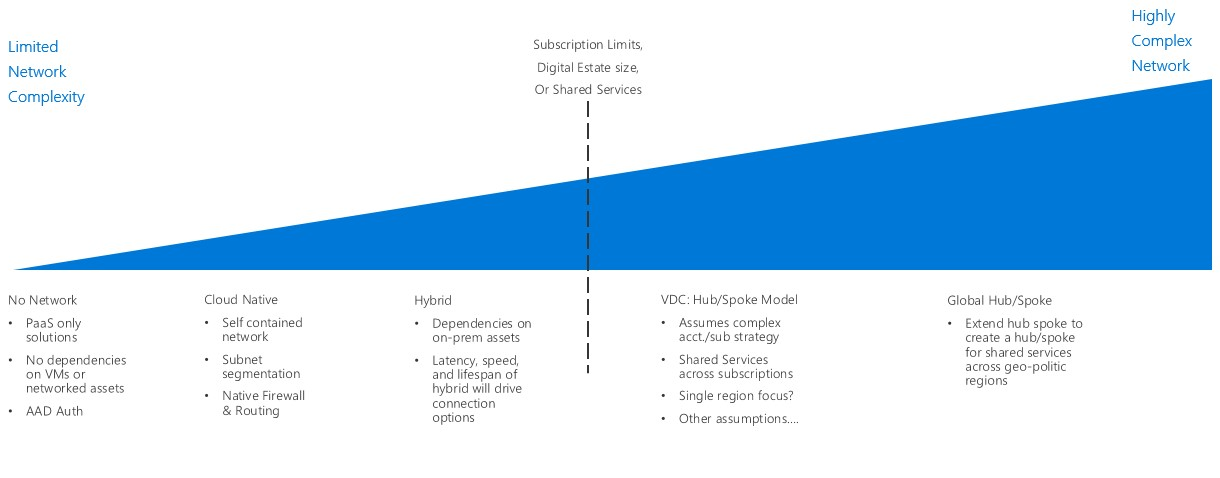 Limited
Network
Complexity
Subscription Limits,
Digital Estate size,
Or Shared Services
Highly
Complex
Network
No Network
• PaaS only
solutions
• No dependencies
on VMs or
networked assets
• AAD Auth
Cloud Native
• Self contained
network
• Subnet
segmentation
• Native Firewall
& Routing
Hybrid
• Dependencies on
on-prem assets
• Latency, speed,
and lifespan of
hybrid will drive
connection
options
VDC: Hub/Spoke Model
• Assumes complex
acct./sub strategy
• Shared Services
across subscriptions
• Single region focus?
• Other assumptions....
Global Hub/Spoke
• Extend hub spoke to
create a hub/spoke
for shared services
across geo-politic
regions